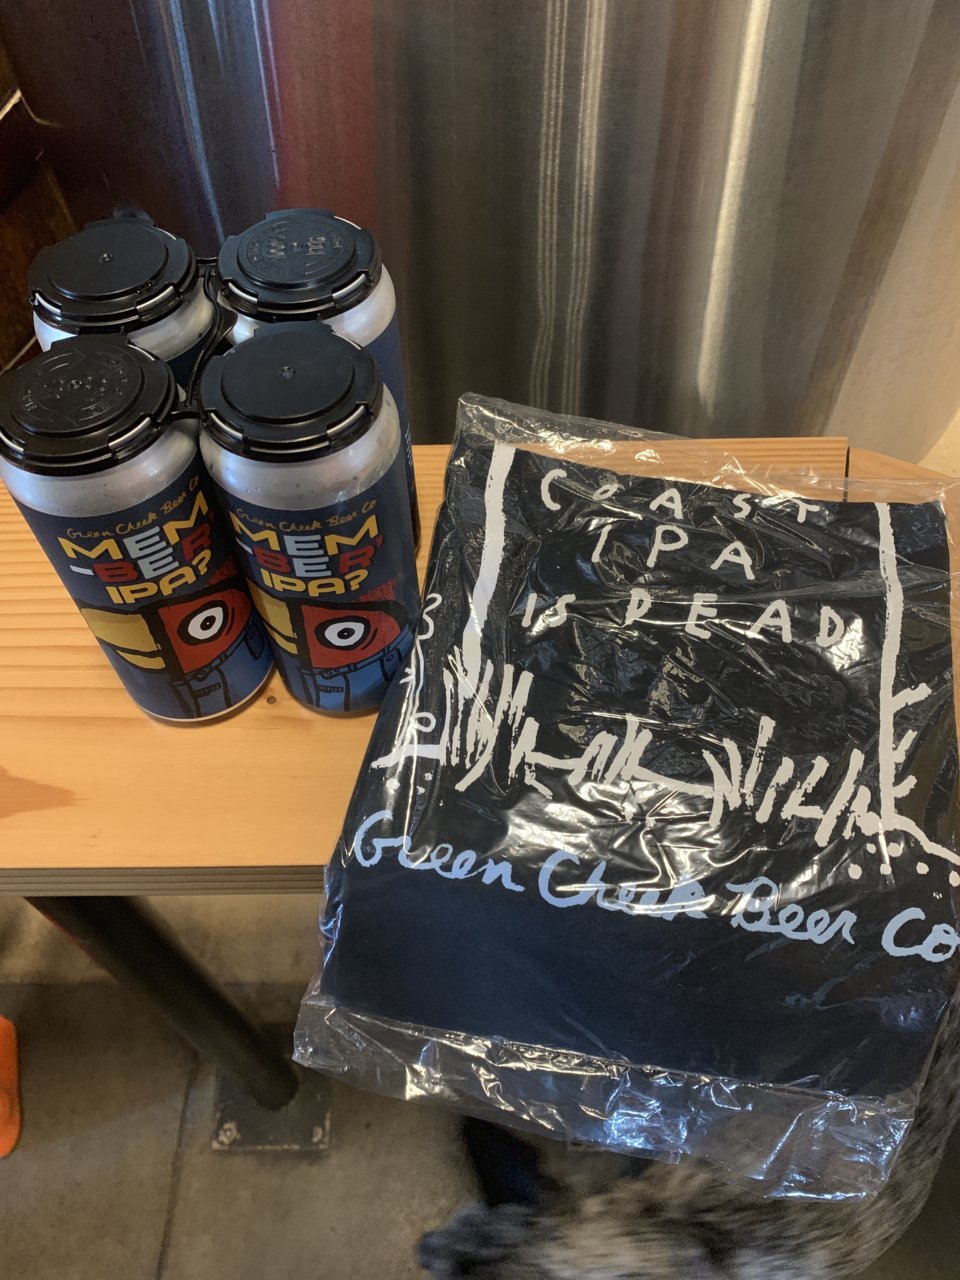 Green Cheek Beer Co
MEM
-BER
IPA?
Green Cheek Beer Co
MEM
-BER'
IPA?
COAST
IPA
IS DEAD
Green Cheek Beer Co